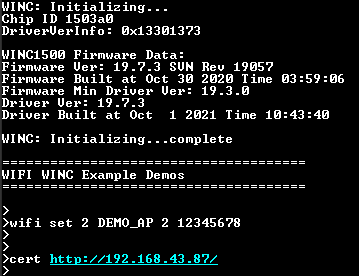 WINC: Initializing...
Chip ID 1503a0
DriverVerInfo: 0x13301373
WINC1500 Firmware Data:
Firmware Ver: 19.7.3 SVN Rev 19057
Firmware Built at Oct 30 2020 Time 03:59:06
Firmware Min Driver Ver: 19.3.0
Driver Ver: 19.7.3
Driver Built at Oct  1 2021 Time 10:43:40
WINC: Initializing...complete
=======================================
WIFI WINC Example Demos
=======================================
>
>wifi set 2 DEMO_AP 2 12345678
>
>
>cert http://192.168.43.87/
>